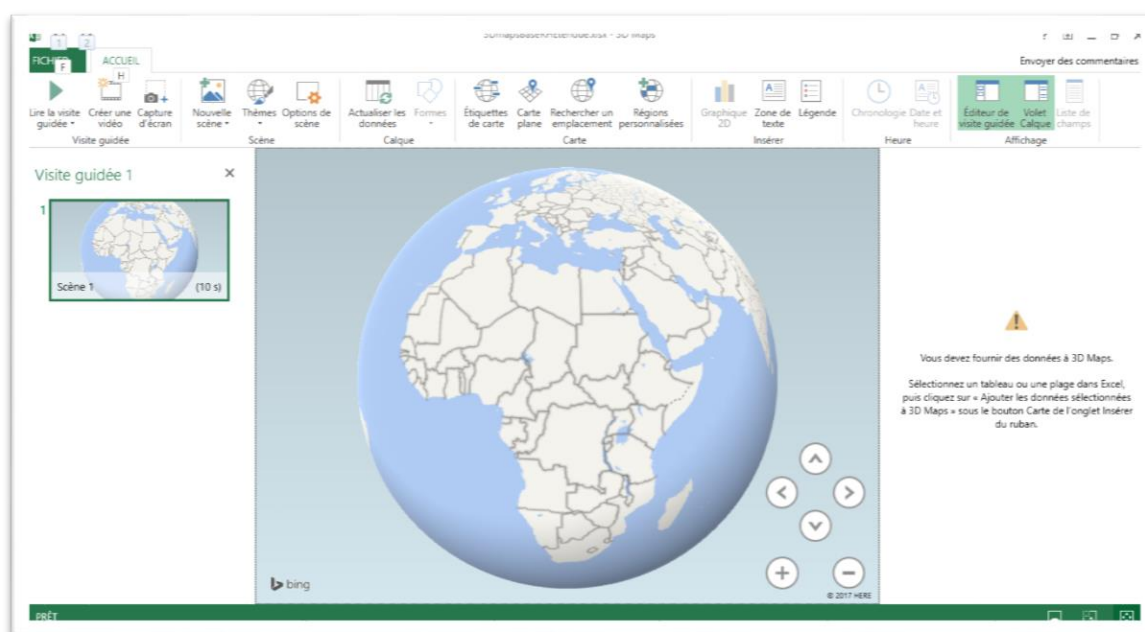 1 2
FICHIER F ACCUEIL H
Envoyer des commentaires
Lire la visite guidée
Créer une vidéo
Capture d'écran
Visite guidée
Nouvelle scène
Thèmes
Options de scène
Scène
Actualiser les données
Formes
Calque
Étiquettes de carte
Carte plane
Rechercher un emplacement
Régions personnalisées
Carte
Graphique 2D
Zone de texte
Légende
Insérer
Chronologie
Date et heure
Heure
Éditeur de visite guidée
Volet Calque
Liste de champs
Affichage
Visite guidée 1
1
Scène 1 (10 s)
Vous devez fournir des données à 3D Maps.
Sélectionnez un tableau ou une plage dans Excel,
puis cliquez sur « Ajouter les données sélectionnées
à 3D Maps » sous le bouton Carte de l'onglet Insérer
du ruban.
bing
© 2017 HERE
PRÊT